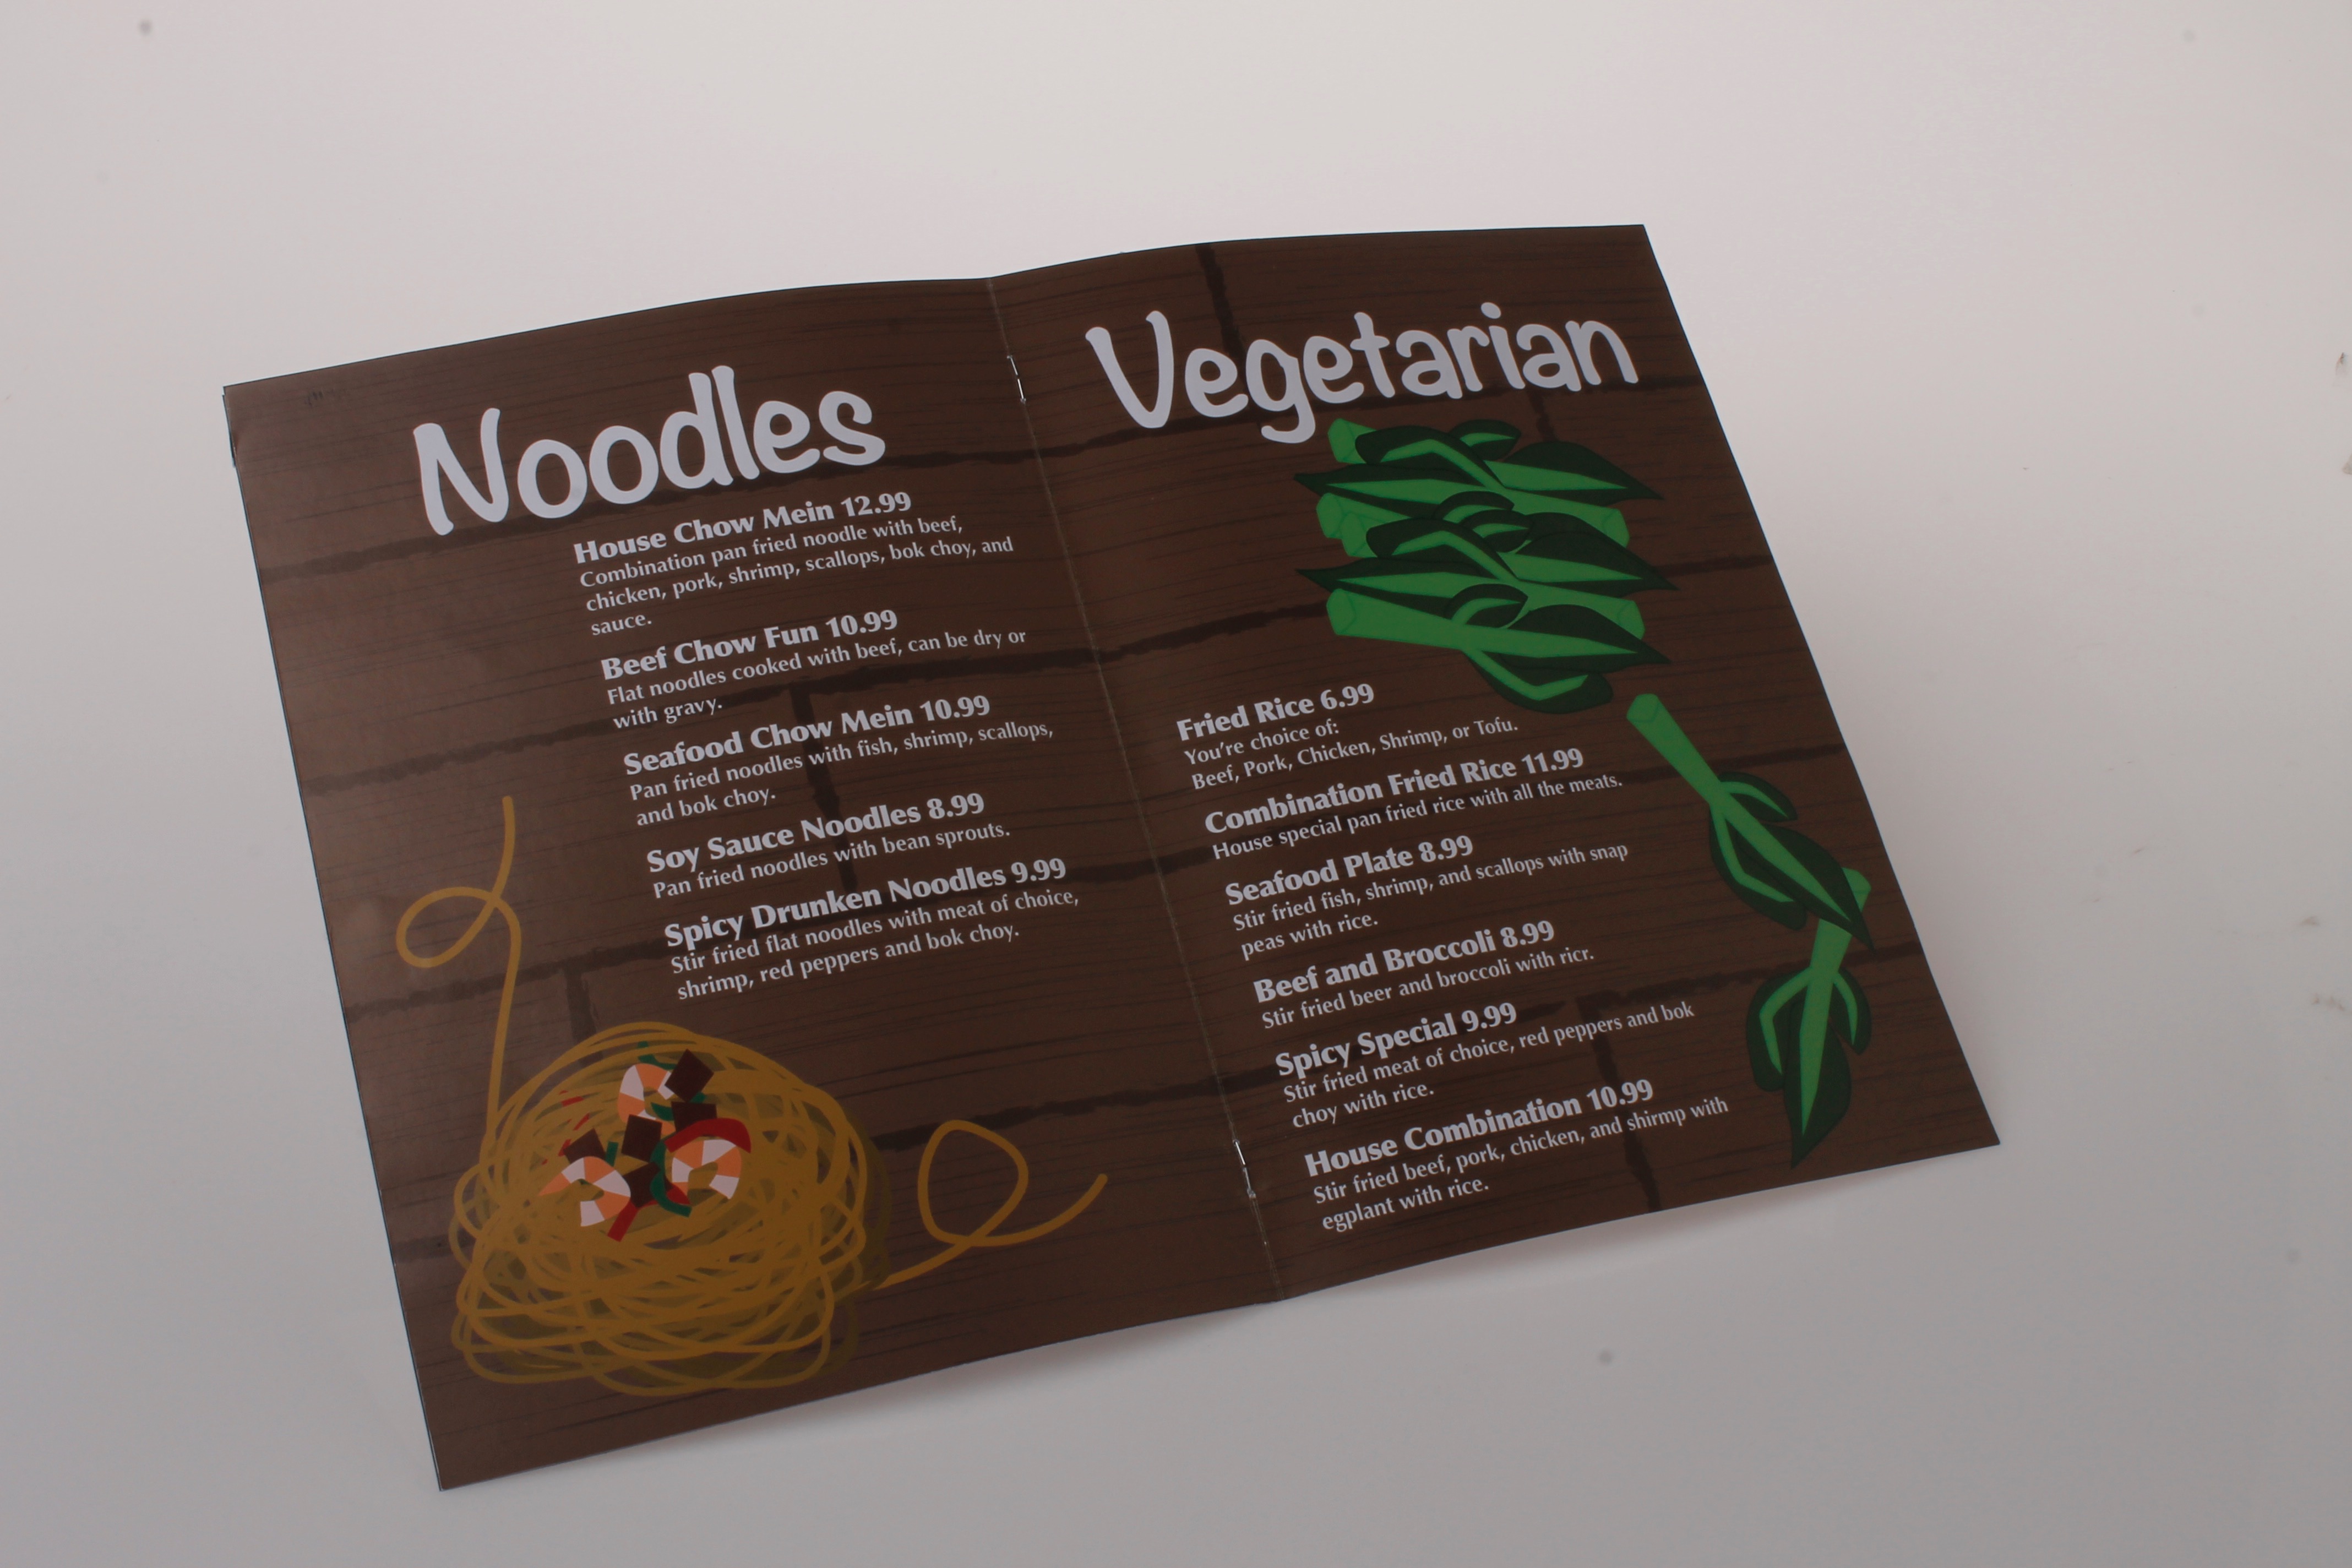 Noodles
House Chow Mein 12.99
Combination pan fried noodle with beef,
chicken, pork, shrimp, scallops, bok choy, and
sauce.
Beef Chow Fun 10.99
Flat noodles cooked with beef, can be dry or
with gravy.
Seafood Chow Mein 10.99
Pan fried noodles with fish, shrimp, scallops,
and bok choy.
Soy Sauce Noodles 8.99
Pan fried noodles with bean sprouts.
Spicy Drunken Noodles 9.99
Stir fried flat noodles with meat of choice,
shrimp, red peppers and bok choy.
Vegetarian
Fried Rice 6.99
You're choice of:
Beef, Pork, Chicken, Shrimp, or Tofu.
Combination Fried Rice 11.99
House special pan fried rice with all the meats.
Seafood Plate 8.99
Stir fried fish, shrimp, and scallops with snap
peas with rice.
Beef and Broccoli 8.99
Stir fried beer and broccoli with ricr.
Spicy Special 9.99
Stir fried meat of choice, red peppers and bok
choy with rice.
House Combination 10.99
Stir fried beef, pork, chicken, and shirmp with
egplant with rice.